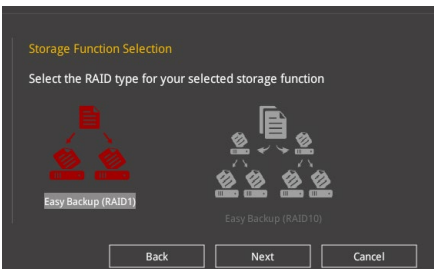 Storage Function Selection
Select the RAID type for your selected storage function
Easy Backup (RAID1)
Easy Backup (RAID10)
Back
Next
Cancel